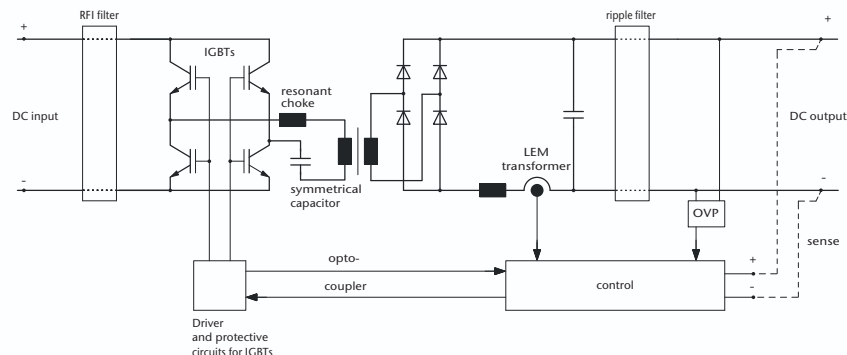 RFI filter
ripple filter
+
+
IGBTs
resonant
choke
DC input
DC output
LEM
transformer
-
-
symmetrical
capacitor
OVP
sense
opto-
+
control
coupler
-
Driver
and protective
circuits for IGBTs